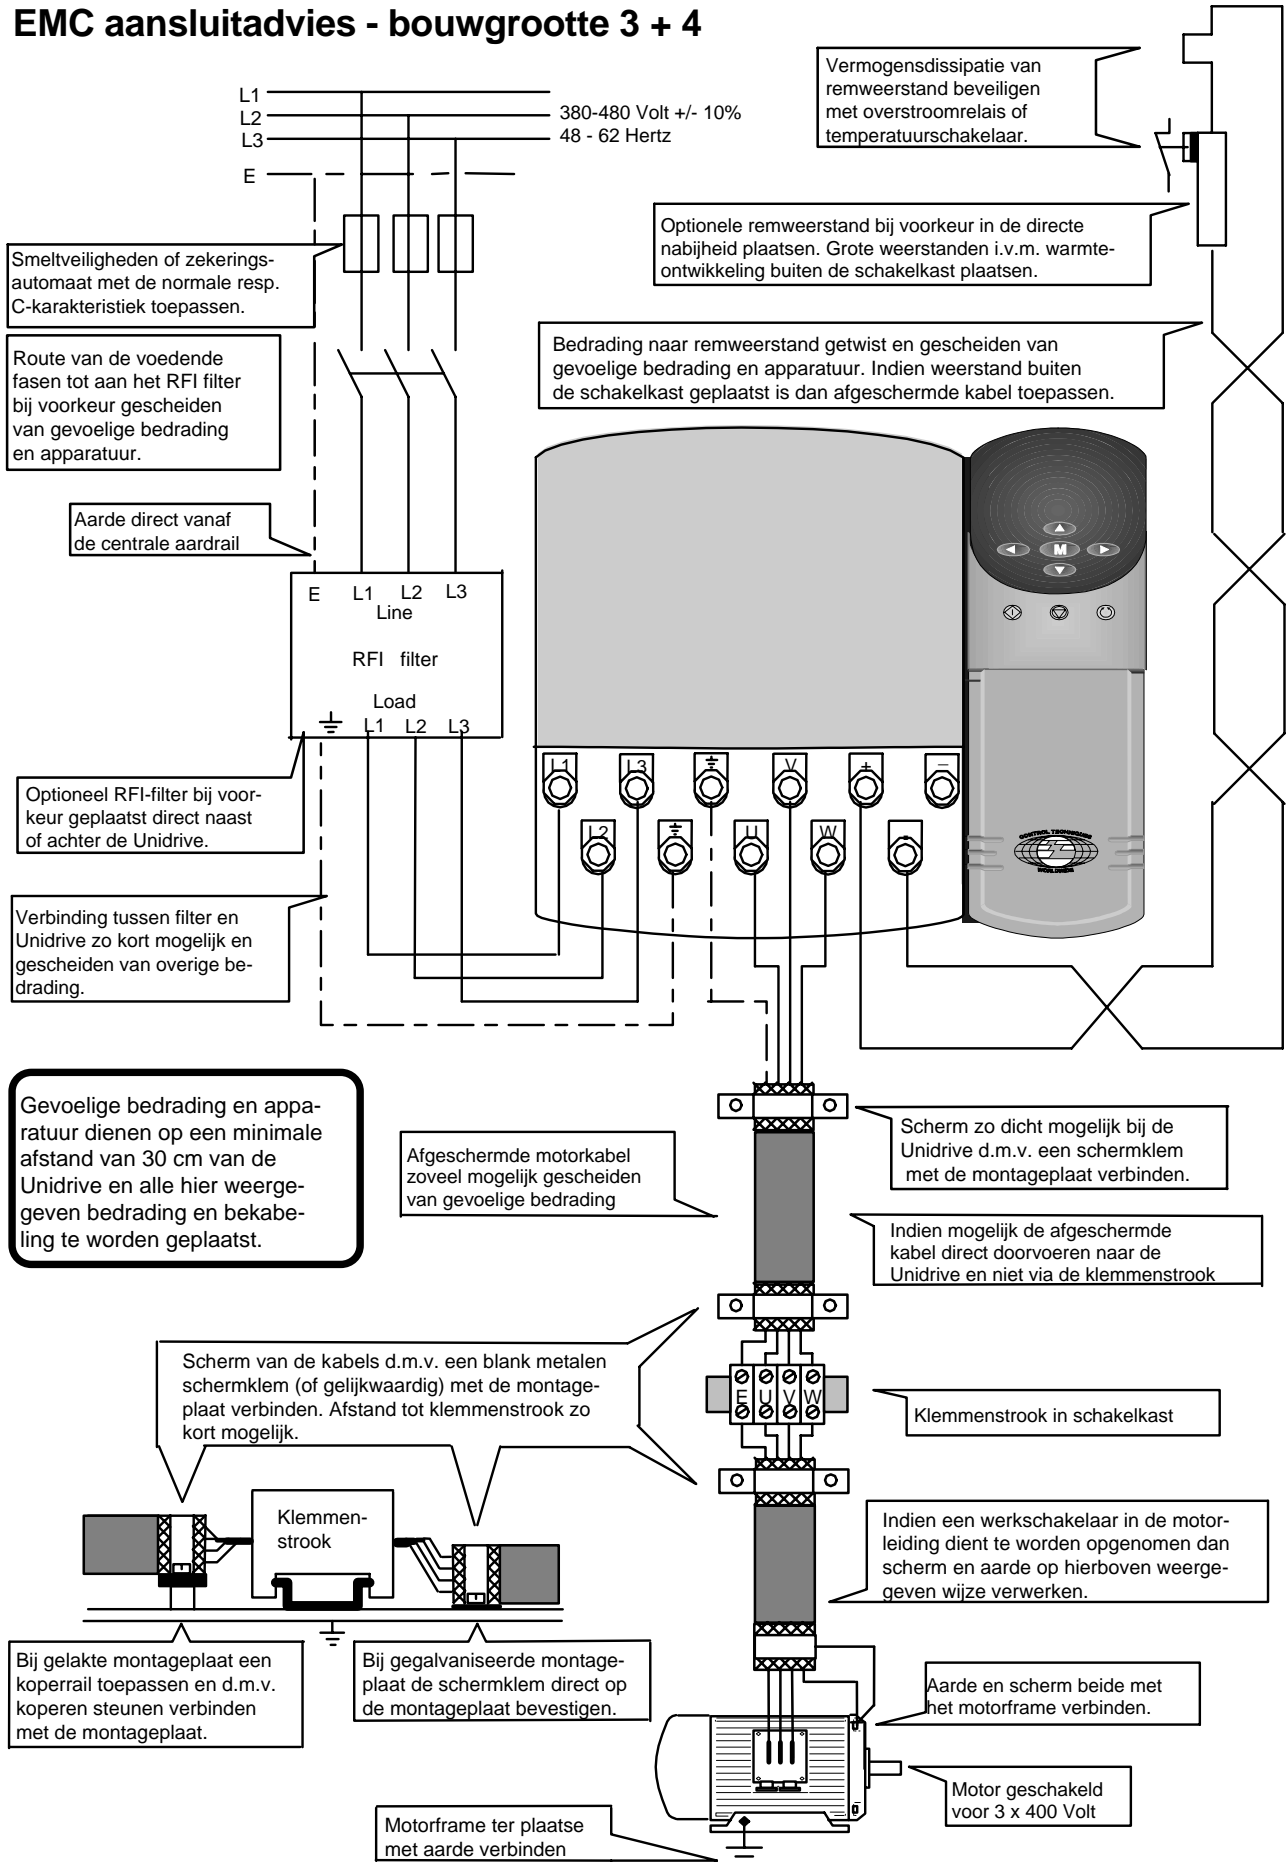 EMC aansluitadvies - bouwgrootte 3 + 4
L1
L2
L3
E
380-480 Volt +/- 10%
48 - 62 Hertz
Vermogensdissipatie van
remweerstand beveiligen
met overstroomrelais of
temperatuurschakelaar.
Optionele remweerstand bij voorkeur in de directe
nabijheid plaatsen. Grote weerstanden i.v.m. warmte-
ontwikkeling buiten de schakelkast plaatsen.
Smeltveiligheden of zekerings-
automaat met de normale resp.
C-karakteristiek toepassen.
Bedrading naar remweerstand getwist en gescheiden van
gevoelige bedrading en apparatuur. Indien weerstand buiten
de schakelkast geplaatst is dan afgeschermde kabel toepassen.
Route van de voedende
fasen tot aan het RFI filter
bij voorkeur gescheiden
van gevoelige bedrading
en apparatuur.
Aarde direct vanaf
de centrale aardrail
E L1 L2 L3
Line
RFI filter
Load
L1 L2 L3
M
L1 L3 V + −
L2 U W -
CONTROL TECHNIQUES
WORLDWIDE
Optioneel RFI-filter bij voor-
keur geplaatst direct naast
of achter de Unidrive.
Verbinding tussen filter en
Unidrive zo kort mogelijk en
gescheiden van overige be-
drading.
Gevoelige bedrading en appa-
ratuur dienen op een minimale
afstand van 30 cm van de
Unidrive en alle hier weerge-
geven bedrading en bekabe-
ling te worden geplaatst.
Afgeschermde motorkabel
zoveel mogelijk gescheiden
van gevoelige bedrading
Scherm zo dicht mogelijk bij de
Unidrive d.m.v. een schermklem
met de montageplaat verbinden.
Indien mogelijk de afgeschermde
kabel direct doorvoeren naar de
Unidrive en niet via de klemmenstrook
Scherm van de kabels d.m.v. een blank metalen
schermklem (of gelijkwaardig) met de montage-
plaat verbinden. Afstand tot klemmenstrook zo
kort mogelijk.
E U V W
Klemmenstrook in schakelkast
Klemmen-
strook
Indien een werkschakelaar in de motor-
leiding dient te worden opgenomen dan
scherm en aarde op hierboven weerge-
geven wijze verwerken.
Bij gelakte montageplaat een
koperrail toepassen en d.m.v.
koperen steunen verbinden
met de montageplaat.
Bij gegalvaniseerde montage-
plaat de schermklem direct op
de montageplaat bevestigen.
Aarde en scherm beide met
het motorframe verbinden.
Motor geschakeld
voor 3 x 400 Volt
Motorframe ter plaatse
met aarde verbinden